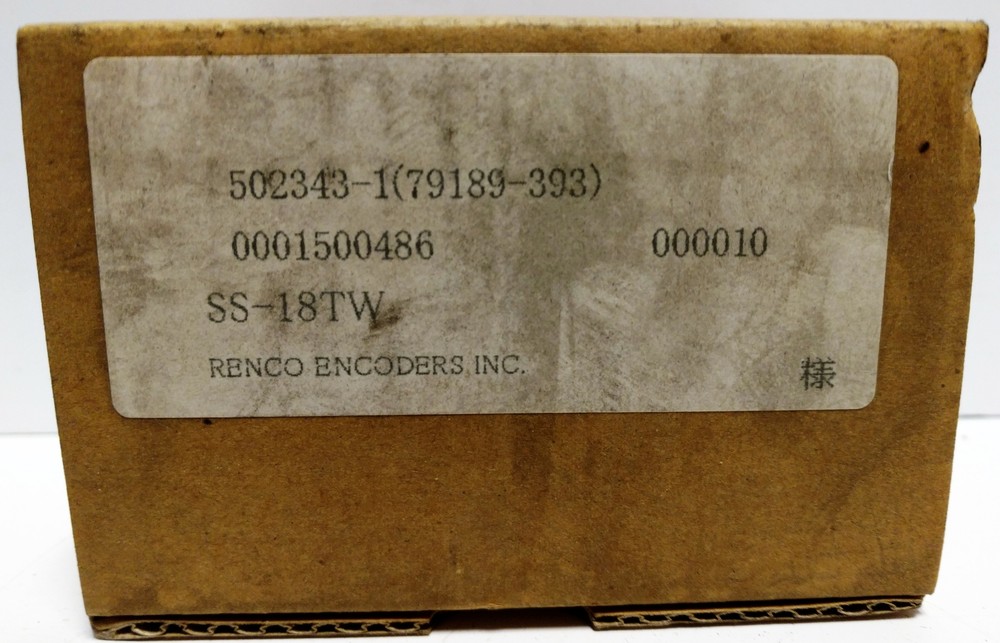 502343-1(79189-393)
0001500486 000010
SS-18TW
RENCO ENCODERS INC. 様